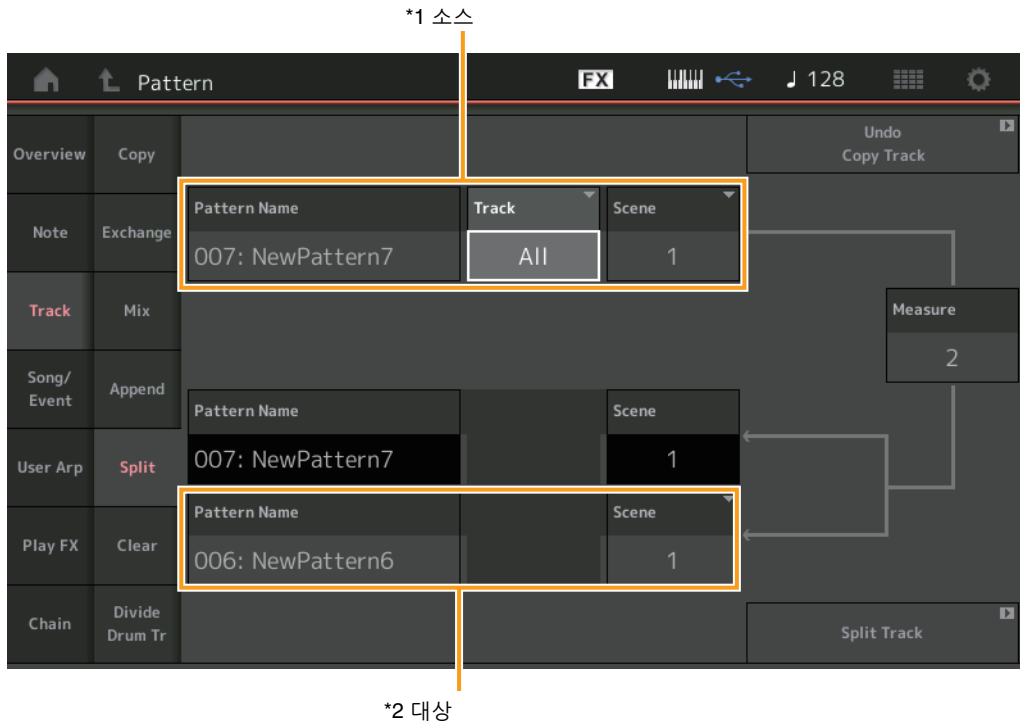 *1 소스
Pattern
FX
128
Overview
Copy
Undo
Copy Track
Note
Exchange
Pattern Name
Track
Scene
007: NewPattern7
All
1
Track
Mix
Measure
2
Song/
Event
Append
Pattern Name
Scene
007: NewPattern7
1
User Arp
Split
Pattern Name
Scene
006: NewPattern6
1
Play FX
Clear
Chain
Divide
Drum Tr
Split Track
*2 대상